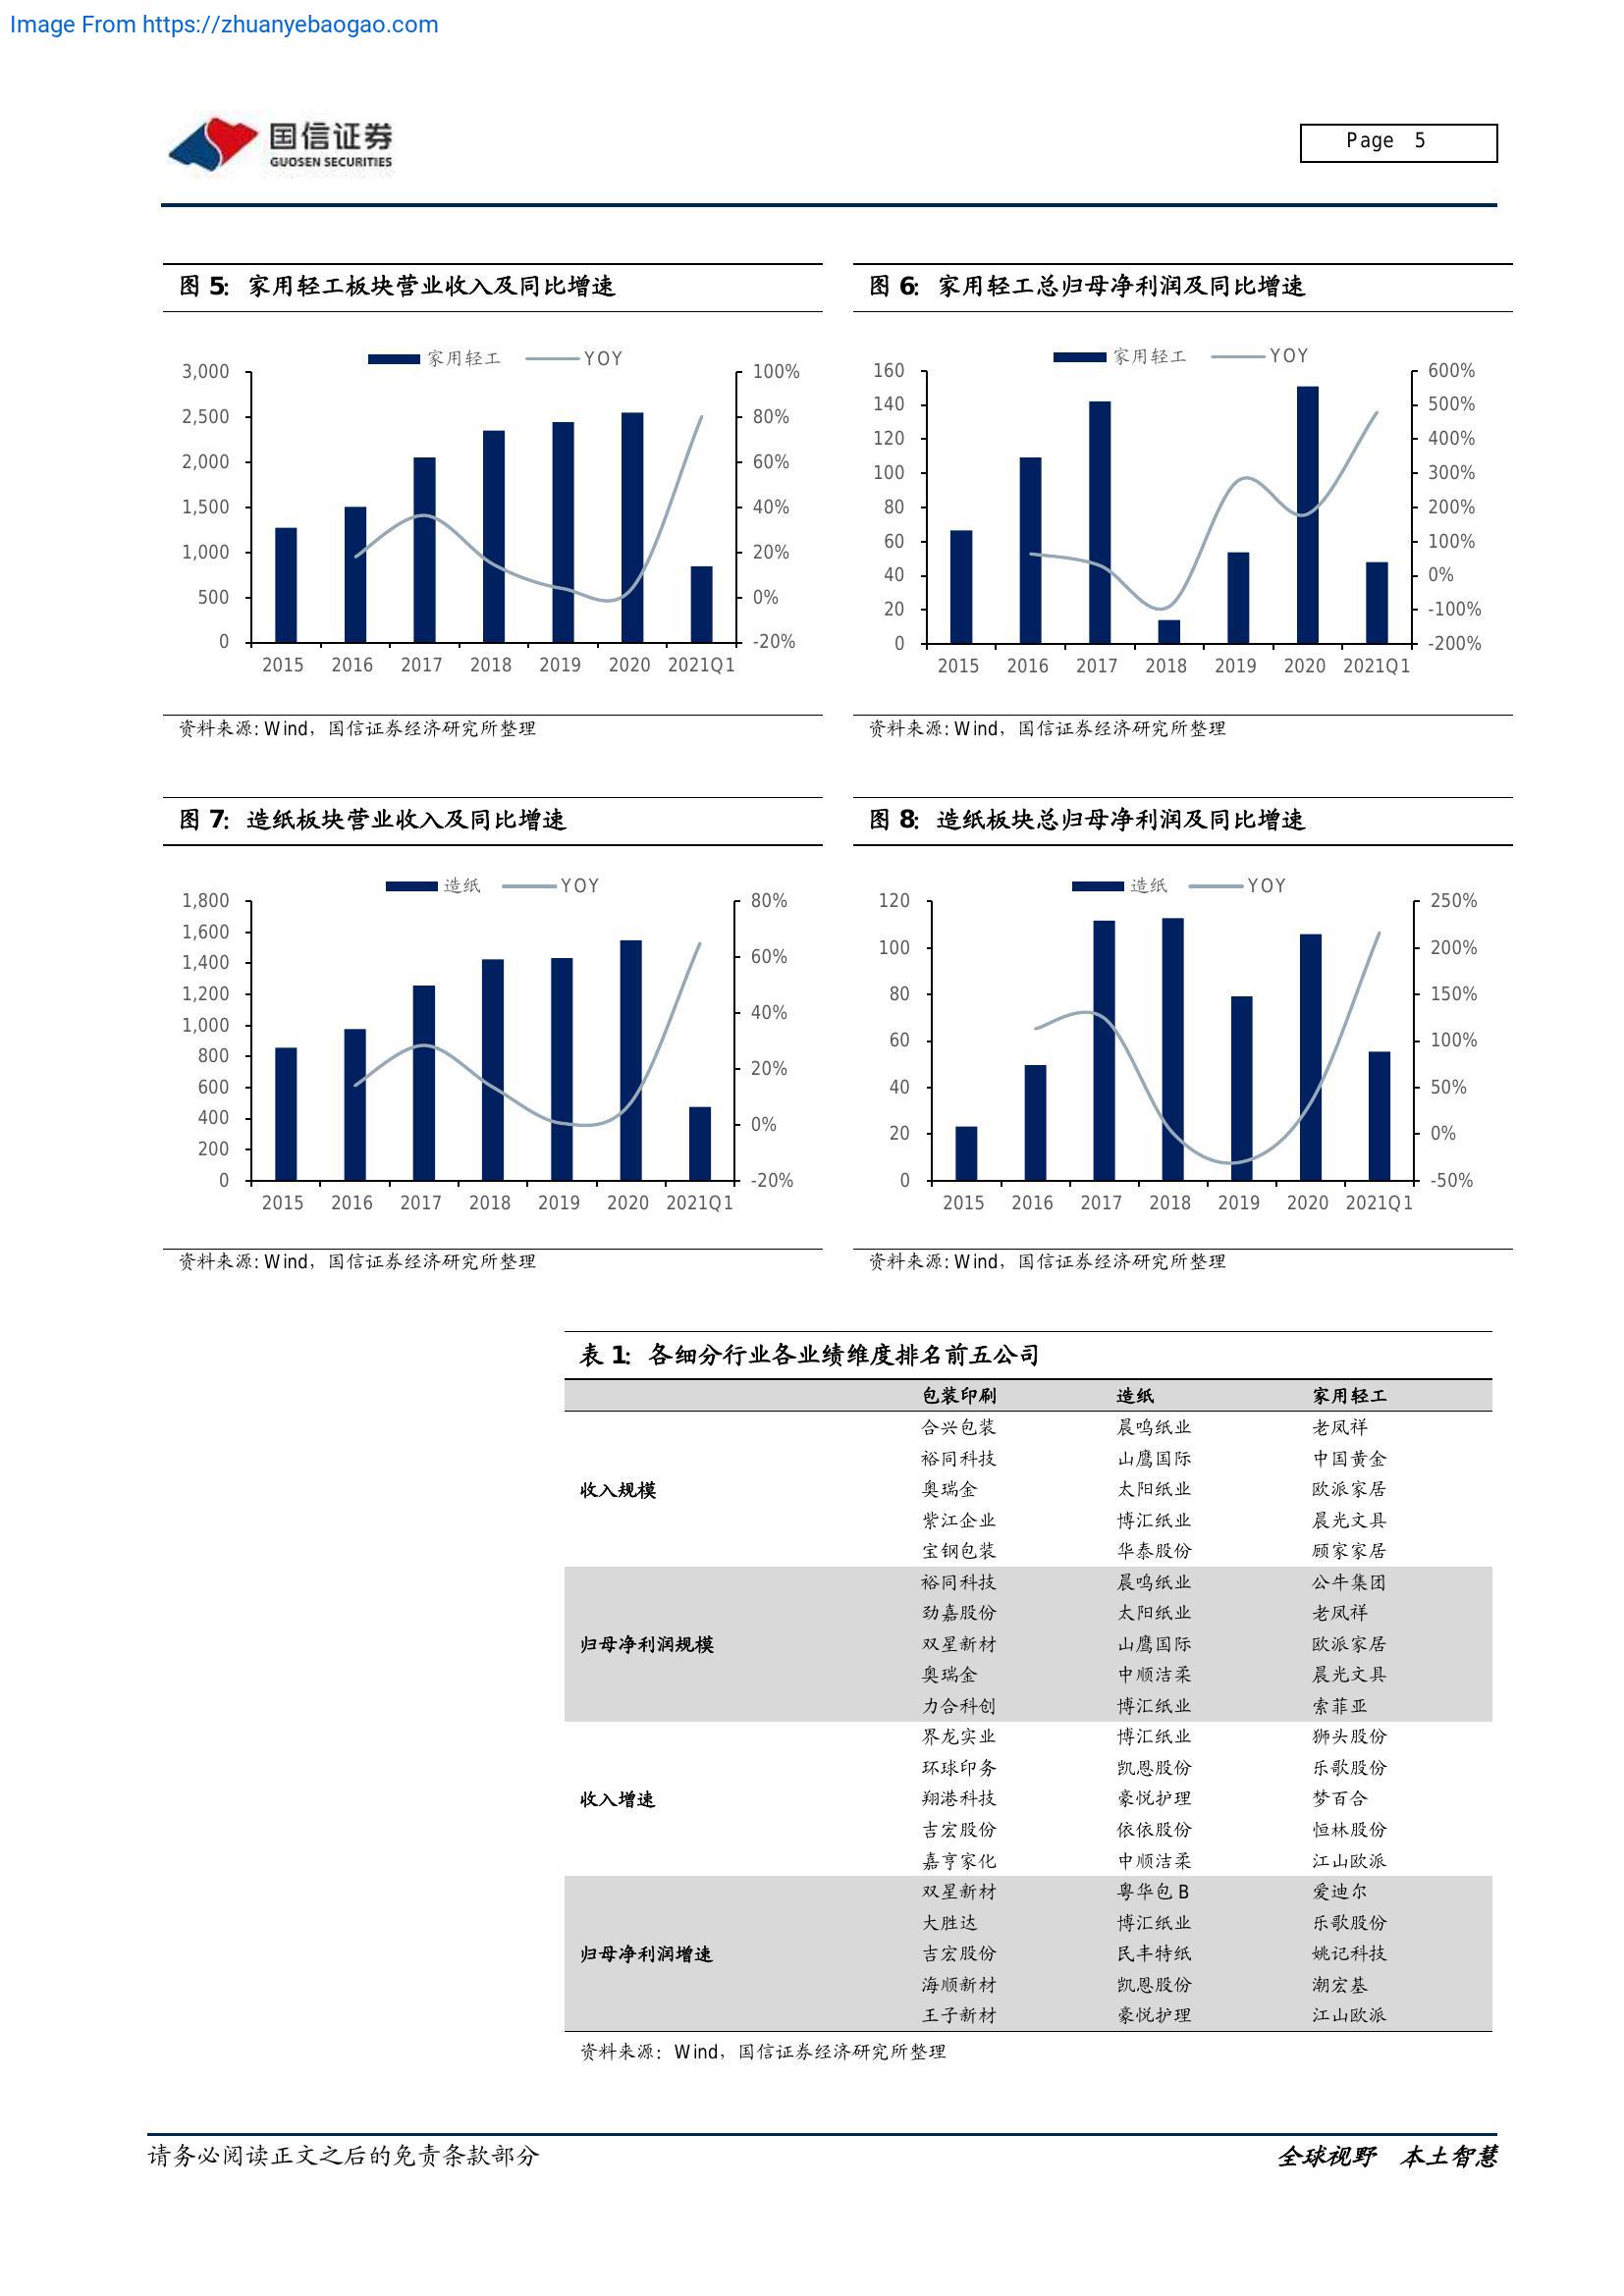 Image From https://zhuanyebaogao.com
国信证券
GUOSEN SECURITIES
Page 5
图 5: 家用轻工板块营业收入及同比增速
家用轻工 YOY
3,000
2,500
2,000
1,500
1,000
500
0
100%
80%
60%
40%
20%
0%
-20%
2015 2016 2017 2018 2019 2020 2021Q1
资料来源: Wind，国信证券经济研究所整理
图 6: 家用轻工总归母净利润及同比增速
家用轻工 YOY
160
140
120
100
80
60
40
20
0
600%
500%
400%
300%
200%
100%
0%
-100%
-200%
2015 2016 2017 2018 2019 2020 2021Q1
资料来源: Wind，国信证券经济研究所整理
图 7: 造纸板块营业收入及同比增速
造纸 YOY
1,800
1,600
1,400
1,200
1,000
800
600
400
200
0
80%
60%
40%
20%
0%
-20%
2015 2016 2017 2018 2019 2020 2021Q1
资料来源: Wind，国信证券经济研究所整理
图 8: 造纸板块总归母净利润及同比增速
造纸 YOY
120
100
80
60
40
20
0
250%
200%
150%
100%
50%
0%
-50%
2015 2016 2017 2018 2019 2020 2021Q1
资料来源: Wind，国信证券经济研究所整理
表 1: 各细分行业各业绩维度排名前五公司
包装印刷 造纸 家用轻工
合兴包装 晨鸣纸业 老凤祥
裕同科技 山鹰国际 中国黄金
收入规模 奥瑞金 太阳纸业 欧派家居
紫江企业 博汇纸业 晨光文具
宝钢包装 华泰股份 顾家家居
裕同科技 晨鸣纸业 公牛集团
劲嘉股份 太阳纸业 老凤祥
归母净利润规模 双星新材 山鹰国际 欧派家居
奥瑞金 中顺洁柔 晨光文具
力合科创 博汇纸业 索菲亚
界龙实业 博汇纸业 狮头股份
环球印务 凯恩股份 乐歌股份
收入增速 翔港科技 豪悦护理 梦百合
吉宏股份 依依股份 恒林股份
嘉亨家化 中顺洁柔 江山欧派
双星新材 粤华包 B 爱迪尔
大胜达 博汇纸业 乐歌股份
归母净利润增速 吉宏股份 民丰特纸 姚记科技
海顺新材 凯恩股份 潮宏基
王子新材 豪悦护理 江山欧派
资料来源: Wind，国信证券经济研究所整理
请务必阅读正文之后的免责条款部分
全球视野 本土智慧